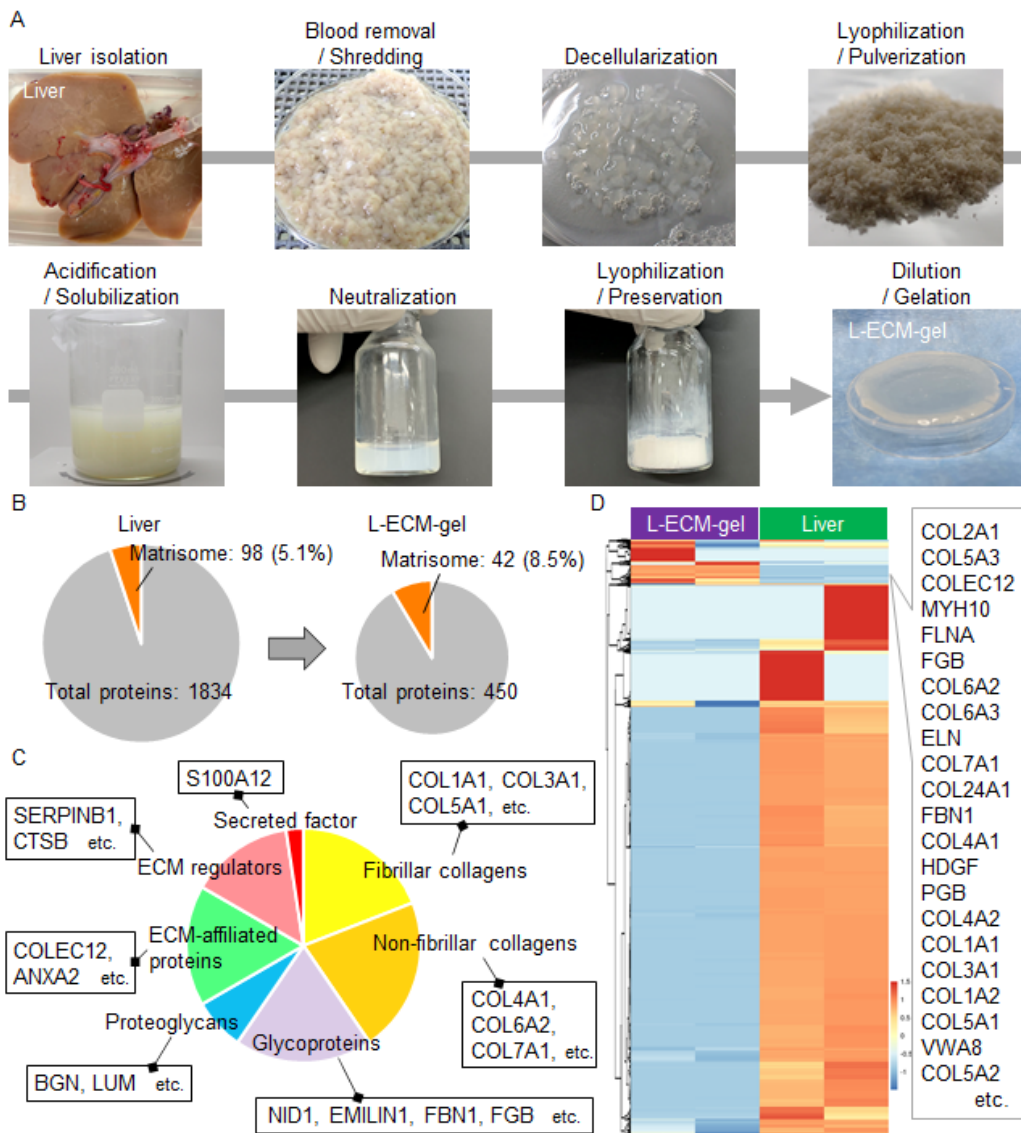 A
Liver isolation
Blood removal
/ Shredding
Decellularization
Lyophilization
/ Pulverization
Liver
Acidification
/ Solubilization
Neutralization
Lyophilization
/ Preservation
Dilution
/ Gelation
L-ECM-gel
B
Liver
Matrisome: 98 (5.1%)
Total proteins: 1834
L-ECM-gel
Matrisome: 42 (8.5%)
Total proteins: 450
C
S100A12
Secreted factor
COL1A1, COL3A1,
COL5A1, etc.
Fibrillar collagens
SERPINB1,
CTSB etc.
ECM regulators
Non-fibrillar collagens
COL4A1,
COL6A2,
COL7A1, etc.
COLEC12,
ANXA2 etc.
ECM-affiliated
proteins
Proteoglycans
BGN, LUM etc.
Glycoproteins
NID1, EMILIN1, FBN1, FGB etc.
D
L-ECM-gel
Liver
COL2A1
COL5A3
COLEC12
MYH10
FLNA
FGB
COL6A2
COL6A3
ELN
COL7A1
COL24A1
FBN1
COL4A1
HDGF
PGB
COL4A2
COL1A1
COL3A1
COL1A2
COL5A1
VWA8
COL5A2
etc.
1.5
1
0.5
0
-0.5
-1